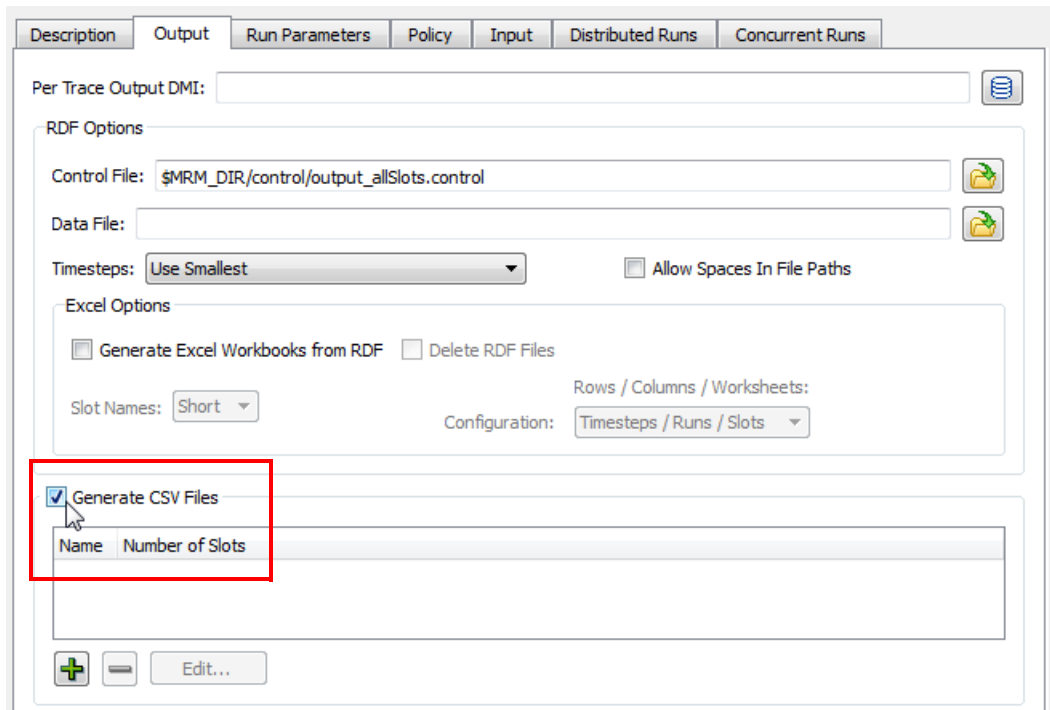 Description Output Run Parameters Policy Input Distributed Runs Concurrent Runs
Per Trace Output DMI:
RDF Options
Control File: $MRM_DIR/control/output_allSlots.control
Data File:
Timesteps: Use Smallest Allow Spaces In File Paths
Excel Options
Generate Excel Workbooks from RDF Delete RDF Files
Rows / Columns / Worksheets:
Slot Names: Short Configuration: Timesteps / Runs / Slots
Generate CSV Files
Name Number of Slots
Edit...